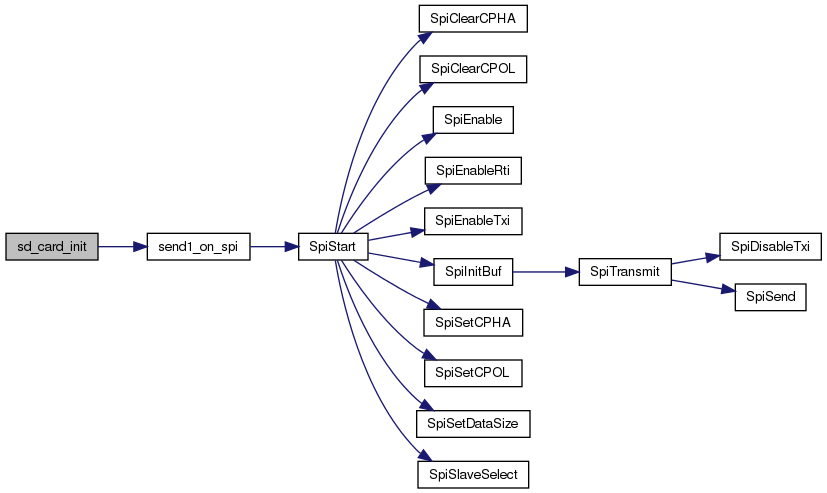 sd_card_init
send1_on_spi
SpiStart
SpiClearCPHA
SpiClearCPOL
SpiEnable
SpiEnableRti
SpiEnableTxi
SpiInitBuf
SpiSetCPHA
SpiSetCPOL
SpiSetDataSize
SpiSlaveSelect
SpiTransmit
SpiDisableTxi
SpiSend